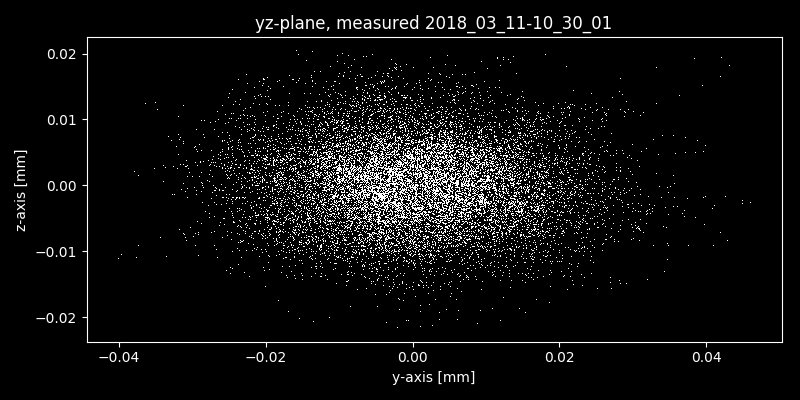 yz-plane, measured 2018_03_11-10_30_01
z-axis [mm]
0.02
0.01
0.00
−0.01
−0.02
−0.04 −0.02 0.00 0.02 0.04
y-axis [mm]